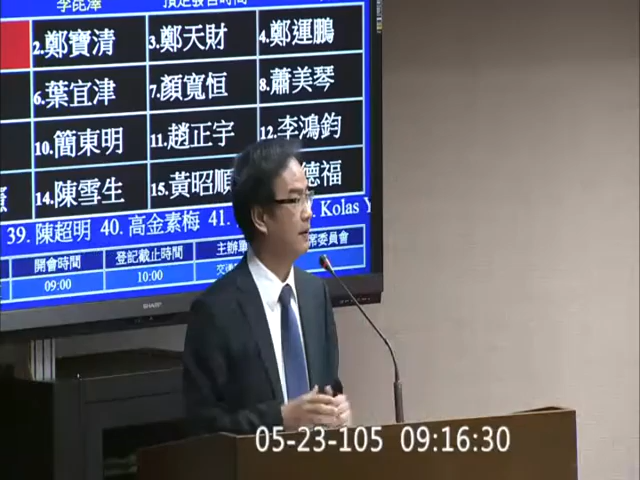 李昆澤 預定發言時間
2.鄭寶清 3.鄭天財 4.鄭運鵬
6.葉宜津 7.顏寬恒 8.蕭美琴
10.簡東明 11.趙正宇 12.李鴻鈞
14.陳雪生 15.黃昭順 德福
39. 陳超明 40. 高金素梅 41. Kolas Y
開會時間 登記截止時間 主辦單 席委員會
09:00 10:00 交通
SHARP
05-23-105 09:16:30